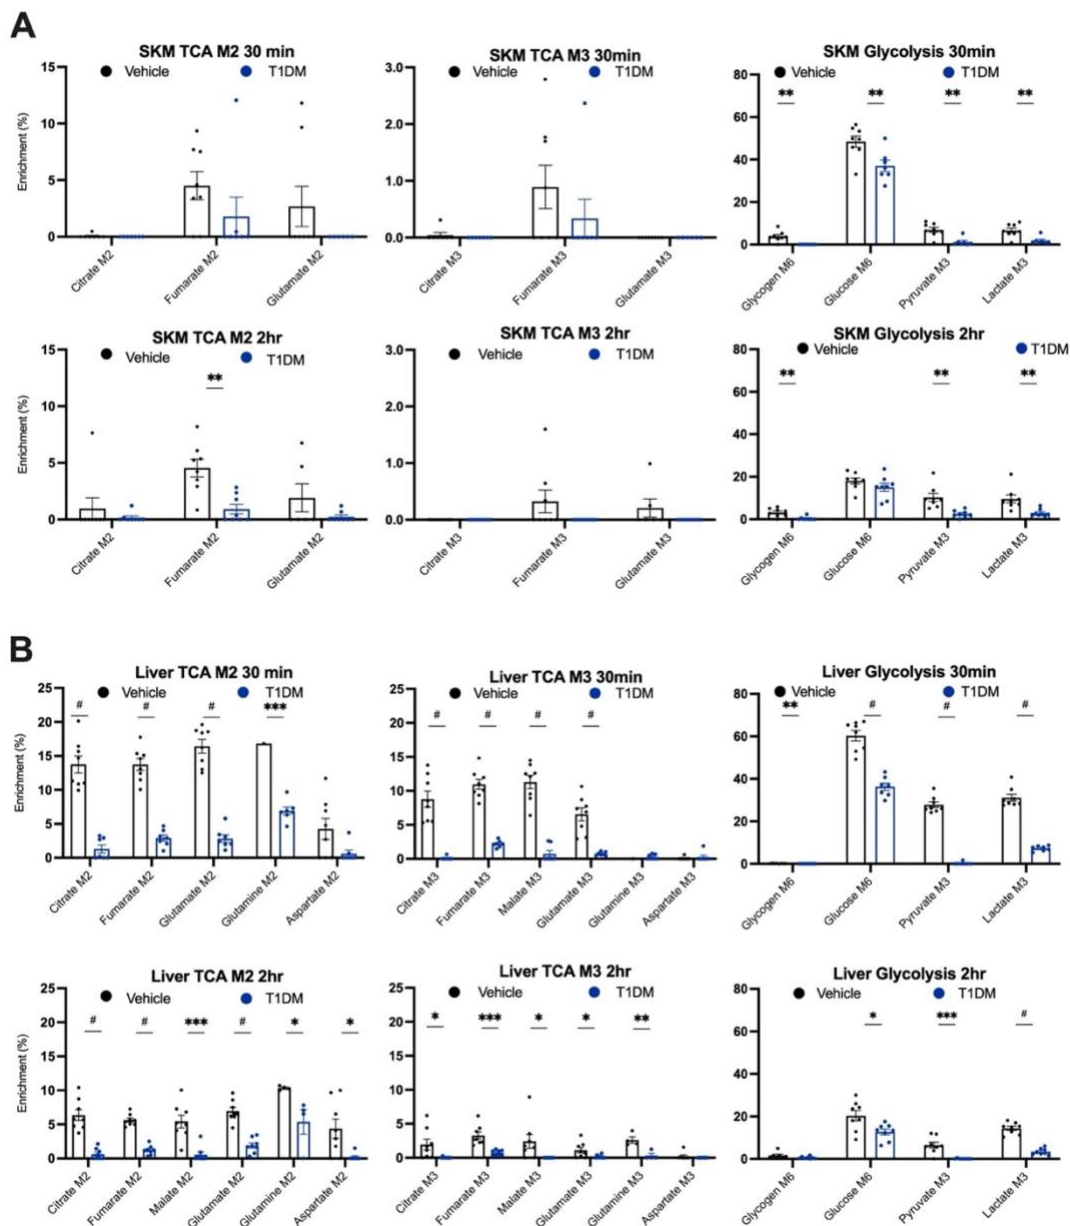 A
SKM TCA M2 30 min
Vehicle
T1DM
Enrichment (%)
15
10
5
0
Citrate M2
Fumarate M2
Glutamate M2
SKM TCA M3 30min
Vehicle
T1DM
3.0
2.0
1.0
0.0
Citrate M3
Fumarate M3
Glutamate M3
SKM Glycolysis 30min
Vehicle
T1DM
80
60
40
20
0
** ** ** **
Glycogen M6
Glucose M6
Pyruvate M3
Lactate M3
SKM TCA M2 2hr
Vehicle
T1DM
Enrichment (%)
15
10
5
0
**
Citrate M2
Fumarate M2
Glutamate M2
SKM TCA M3 2hr
Vehicle
T1DM
3.0
2.0
1.0
0.0
Citrate M3
Fumarate M3
Glutamate M3
SKM Glycolysis 2hr
Vehicle
T1DM
80
60
40
20
0
** ** **
Glycogen M6
Glucose M6
Pyruvate M3
Lactate M3
B
Liver TCA M2 30 min
Vehicle
T1DM
Enrichment (%)
25
20
15
10
5
0
# # # ***
Citrate M2
Fumarate M2
Glutamate M2
Glutamine M2
Aspartate M2
Liver TCA M3 30min
Vehicle
T1DM
25
20
15
10
5
0
# # # #
Citrate M3
Fumarate M3
Malate M3
Glutamate M3
Glutamine M3
Aspartate M3
Liver Glycolysis 30min
Vehicle
T1DM
80
60
40
20
0
** # # #
Glycogen M6
Glucose M6
Pyruvate M3
Lactate M3
Liver TCA M2 2hr
Vehicle
T1DM
Enrichment (%)
25
20
15
10
5
0
# # *** # * *
Citrate M2
Fumarate M2
Malate M2
Glutamate M2
Glutamine M2
Aspartate M2
Liver TCA M3 2hr
Vehicle
T1DM
25
20
15
10
5
0
* *** * * **
Citrate M3
Fumarate M3
Malate M3
Glutamate M3
Glutamine M3
Aspartate M3
Liver Glycolysis 2hr
Vehicle
T1DM
80
60
40
20
0
* *** #
Glycogen M6
Glucose M6
Pyruvate M3
Lactate M3